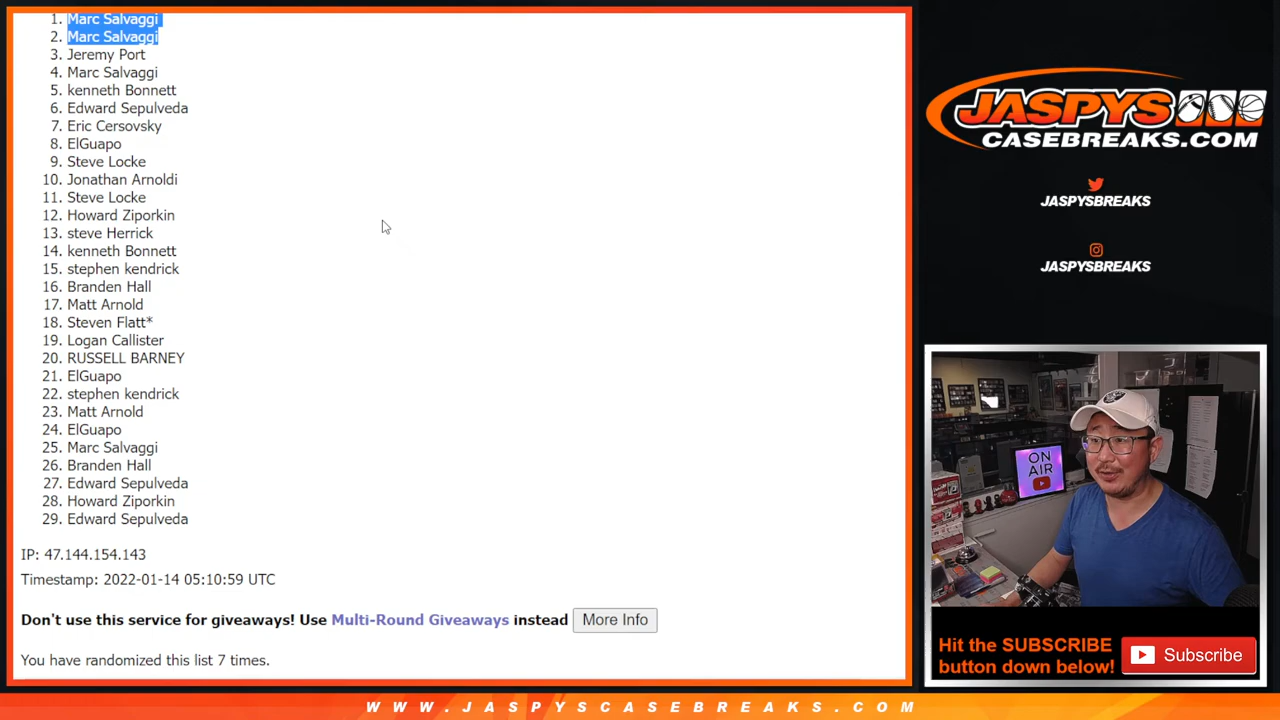 1. Marc Salvaggi
2. Marc Salvaggi
3. Jeremy Port
4. Marc Salvaggi
5. kenneth Bonnett
6. Edward Sepulveda
7. Eric Cersovsky
8. ElGuapo
9. Steve Locke
10. Jonathan Arnoldi
11. Steve Locke
12. Howard Ziporkin
13. steve Herrick
14. kenneth Bonnett
15. stephen kendrick
16. Branden Hall
17. Matt Arnold
18. Steven Flatt*
19. Logan Callister
20. RUSSELL BARNEY
21. ElGuapo
22. stephen kendrick
23. Matt Arnold
24. ElGuapo
25. Marc Salvaggi
26. Branden Hall
27. Edward Sepulveda
28. Howard Ziporkin
29. Edward Sepulveda
IP: 47.144.154.143
Timestamp: 2022-01-14 05:10:59 UTC
Don't use this service for giveaways! Use Multi-Round Giveaways instead More Info
You have randomized this list 7 times.
JASPYS
CASEBREAKS.COM
JASPYSBREAKS
JASPYSBREAKS
ON
AIR
Hit the SUBSCRIBE
button down below!
Subscribe
WWW.JASPYSCASEBREAKS.COM